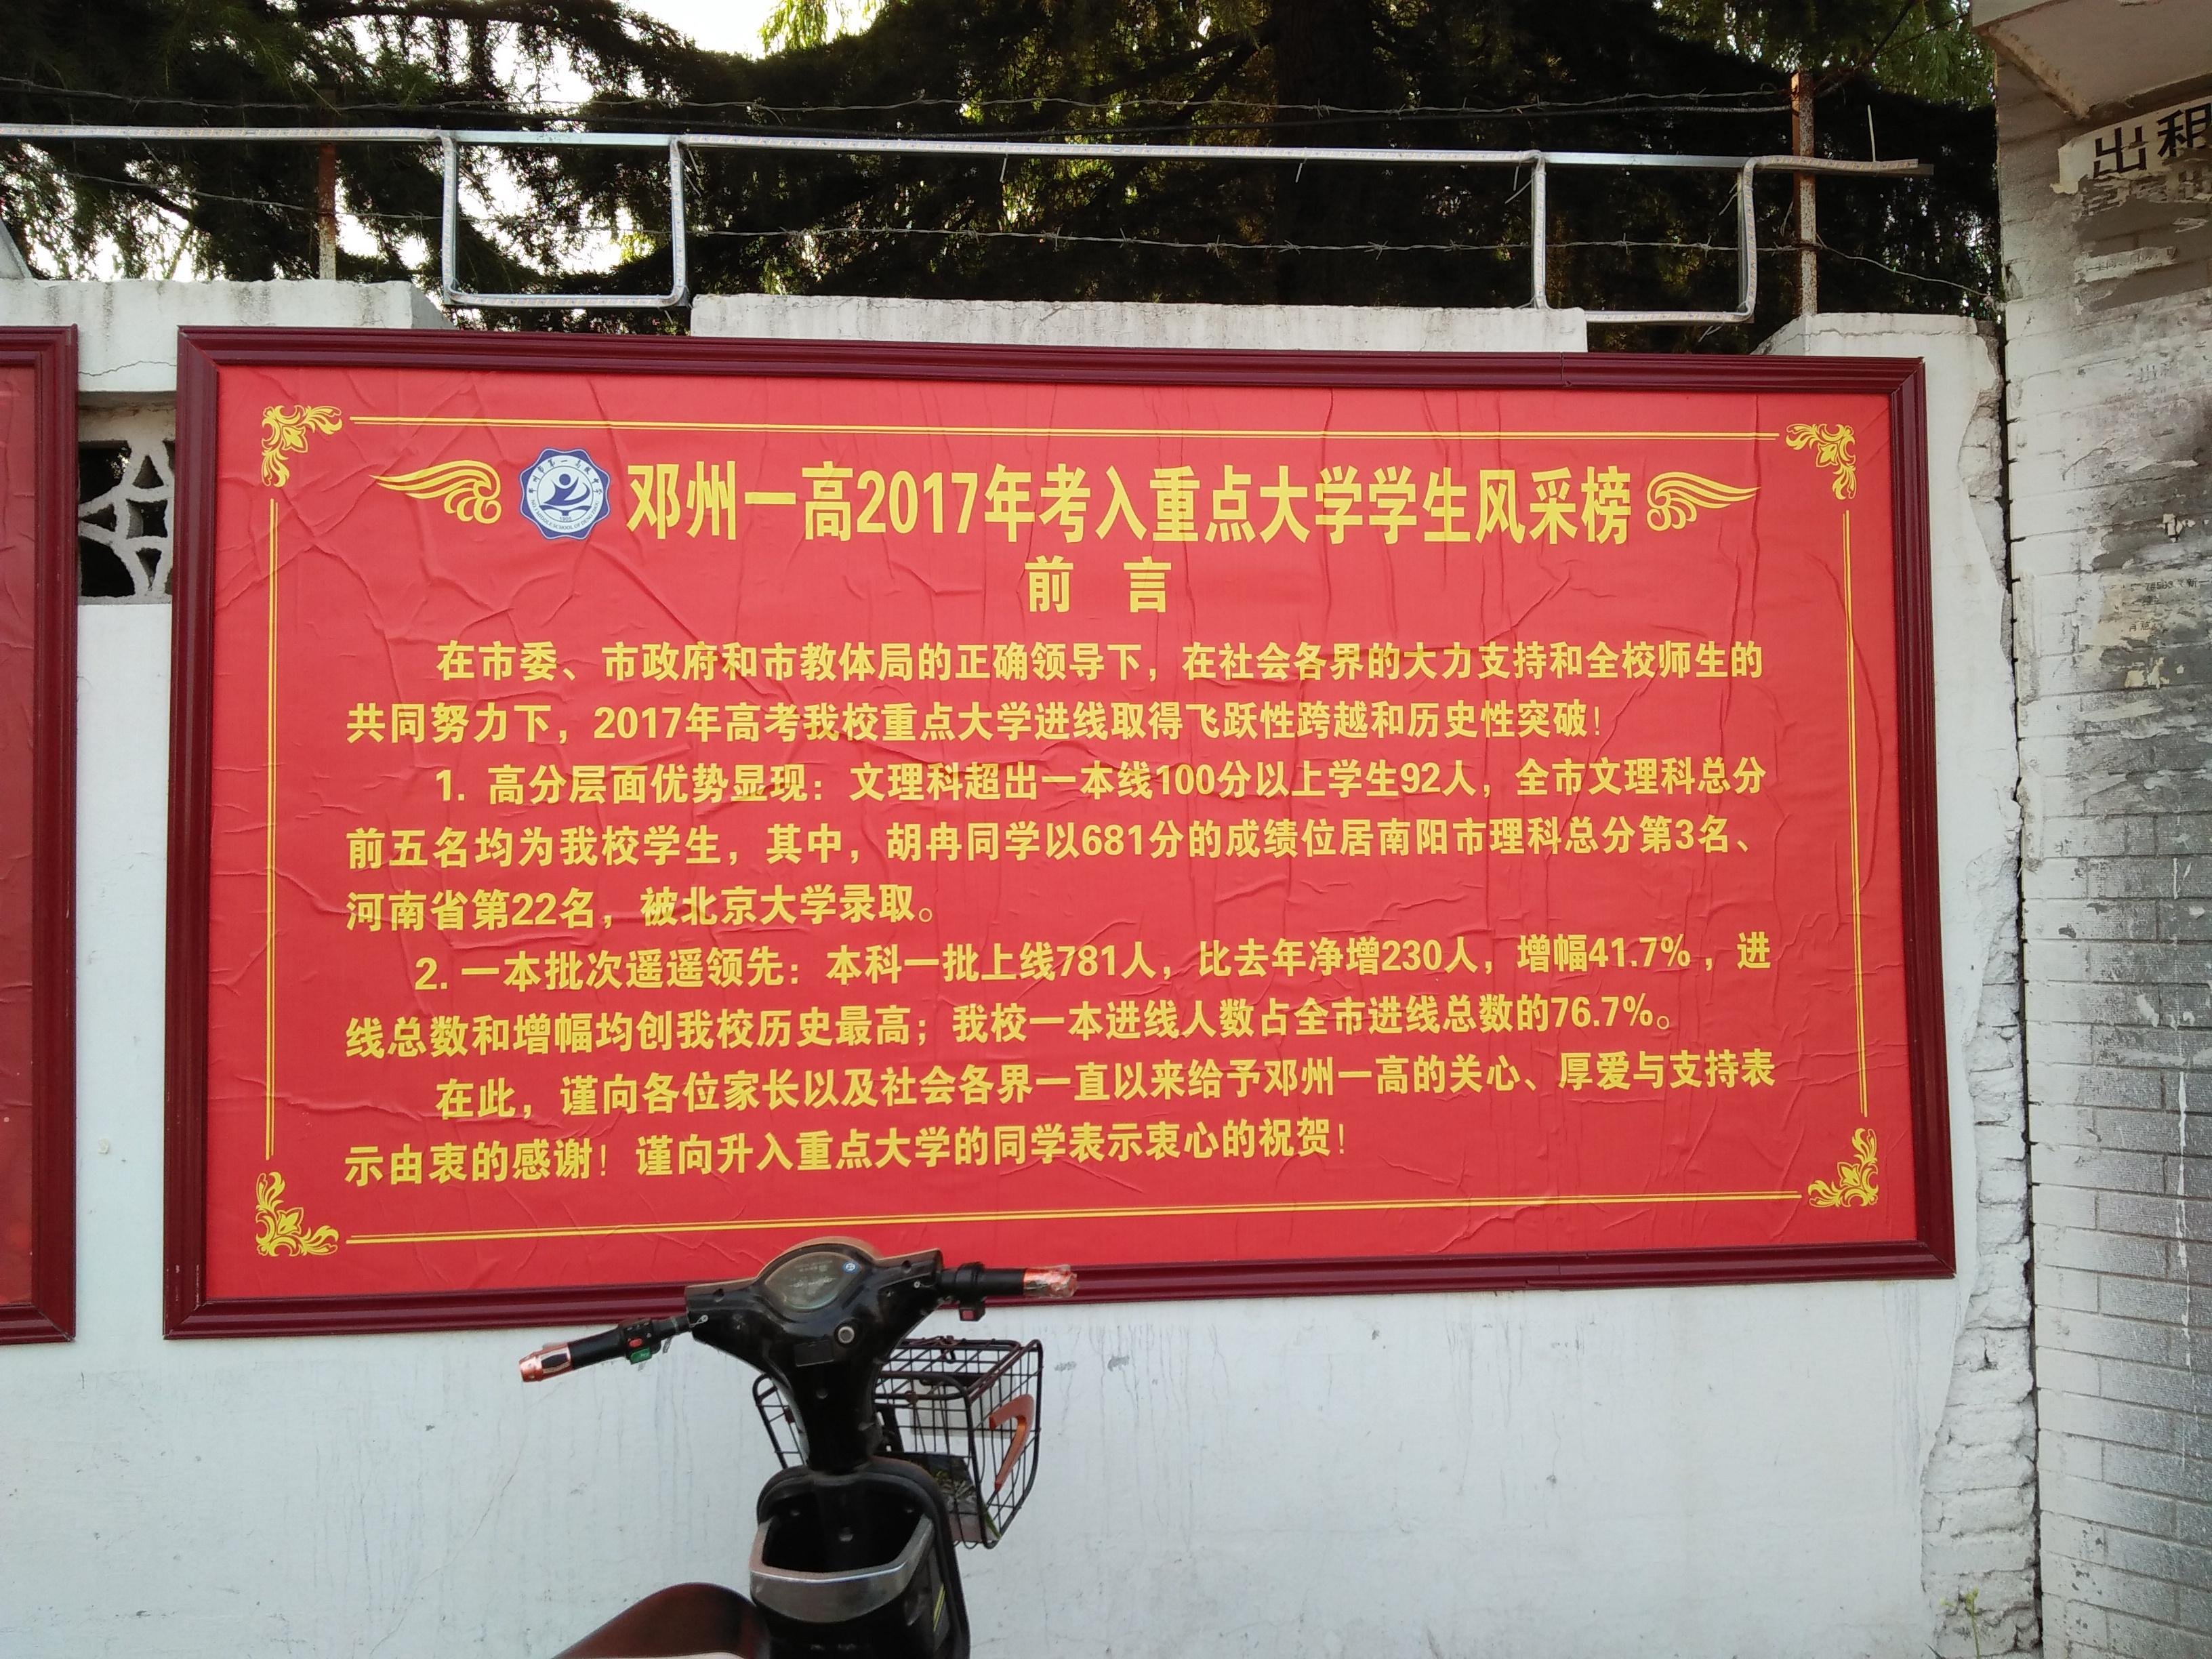 邓州一高2017年考入重点大学学生风采榜
前 言
在市委、市政府和市教体局的正确领导下，在社会各界的大力支持和全校师生的
共同努力下，2017年高考我校重点大学进线取得飞跃性跨越和历史性突破！
1. 高分层面优势显现：文理科超出一本线100分以上学生92人，全市文理科总分
前五名均为我校学生，其中，胡冉同学以681分的成绩位居南阳市理科总分第3名、
河南省第22名，被北京大学录取。
2. 一本批次遥遥领先：本科一批上线781人，比去年净增230人，增幅41.7%，进
线总数和增幅均创我校历史最高；我校一本进线人数占全市进线总数的76.7%。
在此，谨向各位家长以及社会各界一直以来给予邓州一高的关心、厚爱与支持表
示由衷的感谢！谨向升入重点大学的同学表示衷心的祝贺！
出租